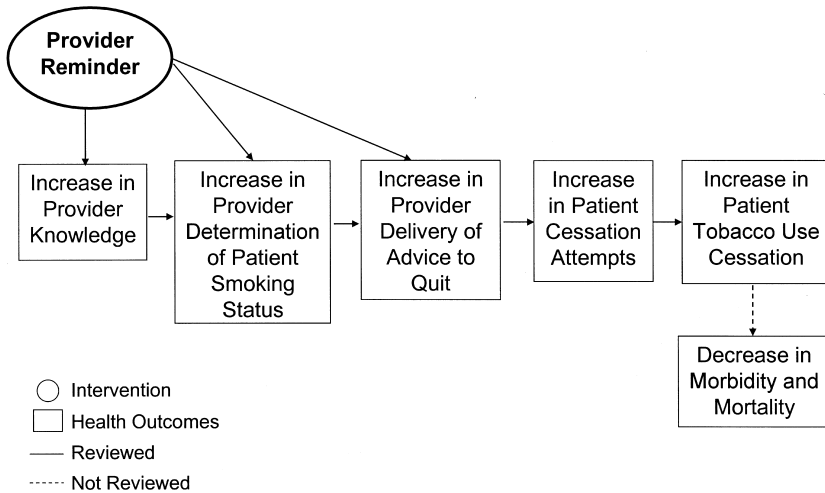 Provider
Reminder
Increase in
Provider
Knowledge
Increase in
Provider
Determination
of Patient
Smoking
Status
Increase in
Provider
Delivery of
Advice to
Quit
Increase
in Patient
Cessation
Attempts
Increase in
Patient
Tobacco Use
Cessation
Decrease in
Morbidity and
Mortality
Intervention
Health Outcomes
Reviewed
Not Reviewed